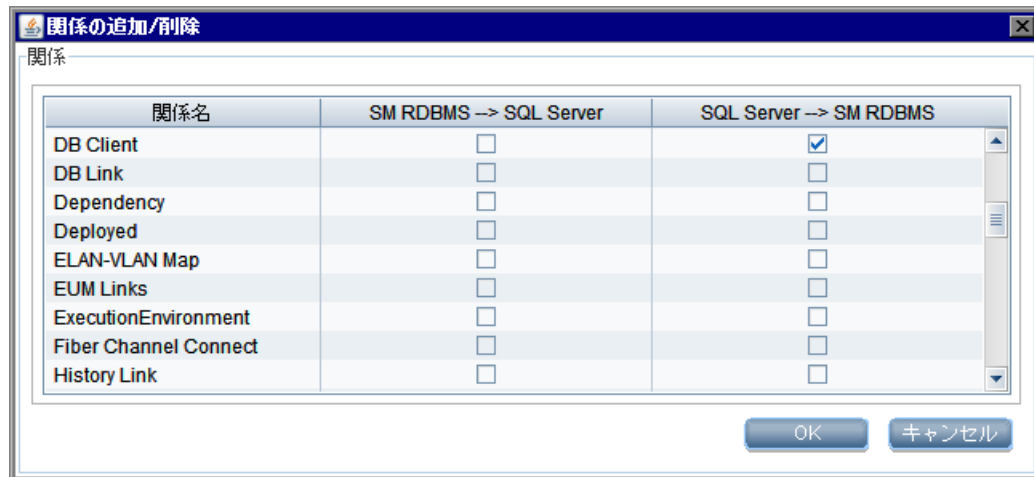 関係の追加/削除
関係
関係名 SM RDBMS --> SQL Server SQL Server --> SM RDBMS
DB Client
DB Link
Dependency
Deployed
ELAN-VLAN Map
EUM Links
ExecutionEnvironment
Fiber Channel Connect
History Link
OK キャンセル